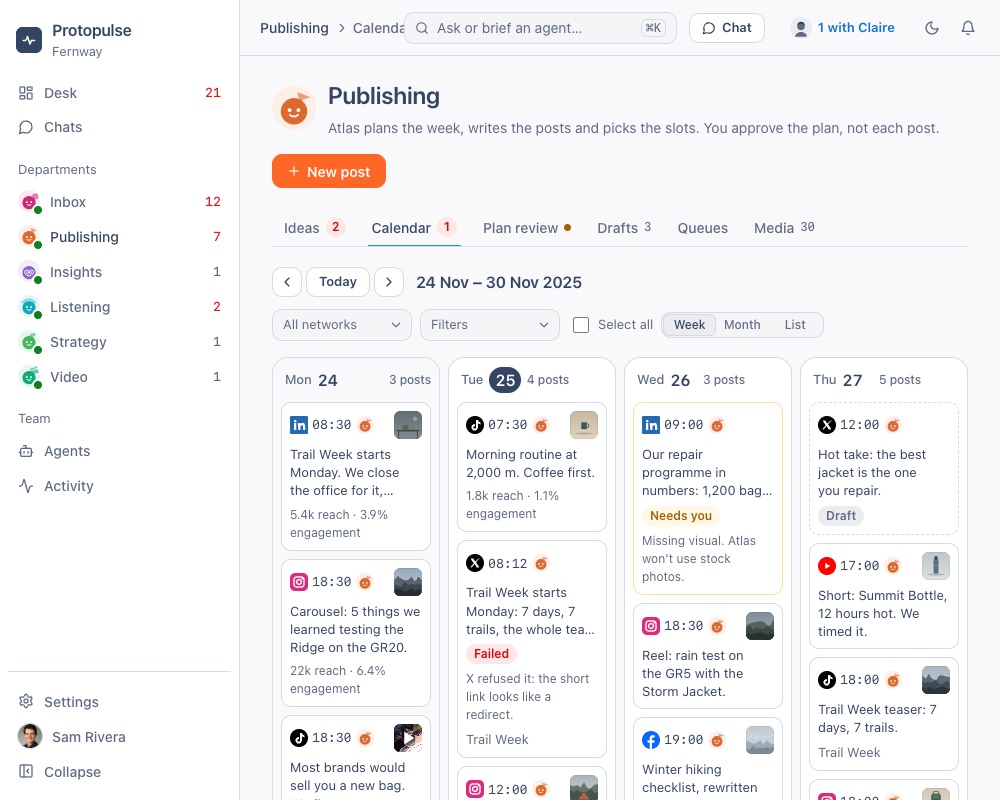 Protopulse
Fernway
Desk 21
Chats
Departments
Inbox 12
Publishing 7
Insights 1
Listening 2
Strategy 1
Video 1
Team
Agents
Activity
Settings
Sam Rivera
Collapse
Publishing > Calenda
Ask or brief an agent… ⌘K
Chat
1 with Claire
Publishing
Atlas plans the week, writes the posts and picks the slots. You approve the plan, not each post.
+ New post
Ideas 2 Calendar 1 Plan review Drafts 3 Queues Media 30
Today 24 Nov – 30 Nov 2025
All networks Filters Select all Week Month List
Mon 24 3 posts
08:30
Trail Week starts
Monday. We close
the office for it,…
5.4k reach · 3.9%
engagement
18:30
Carousel: 5 things we
learned testing the
Ridge on the GR20.
22k reach · 6.4%
engagement
18:30
Most brands would
sell you a new bag.
Tue 25 4 posts
07:30
Morning routine at
2,000 m. Coffee first.
1.8k reach · 1.1%
engagement
08:12
Trail Week starts
Monday: 7 days, 7
trails, the whole tea…
Failed
X refused it: the short
link looks like a
redirect.
Trail Week
12:00
Wed 26 3 posts
09:00
Our repair
programme in
numbers: 1,200 bag…
Needs you
Missing visual. Atlas
won't use stock
photos.
18:30
Reel: rain test on
the GR5 with the
Storm Jacket.
19:00
Winter hiking
checklist, rewritten
Thu 27 5 posts
12:00
Hot take: the best
jacket is the one
you repair.
Draft
17:00
Short: Summit Bottle,
12 hours hot. We
timed it.
18:00
Trail Week teaser: 7
days, 7 trails.
Trail Week